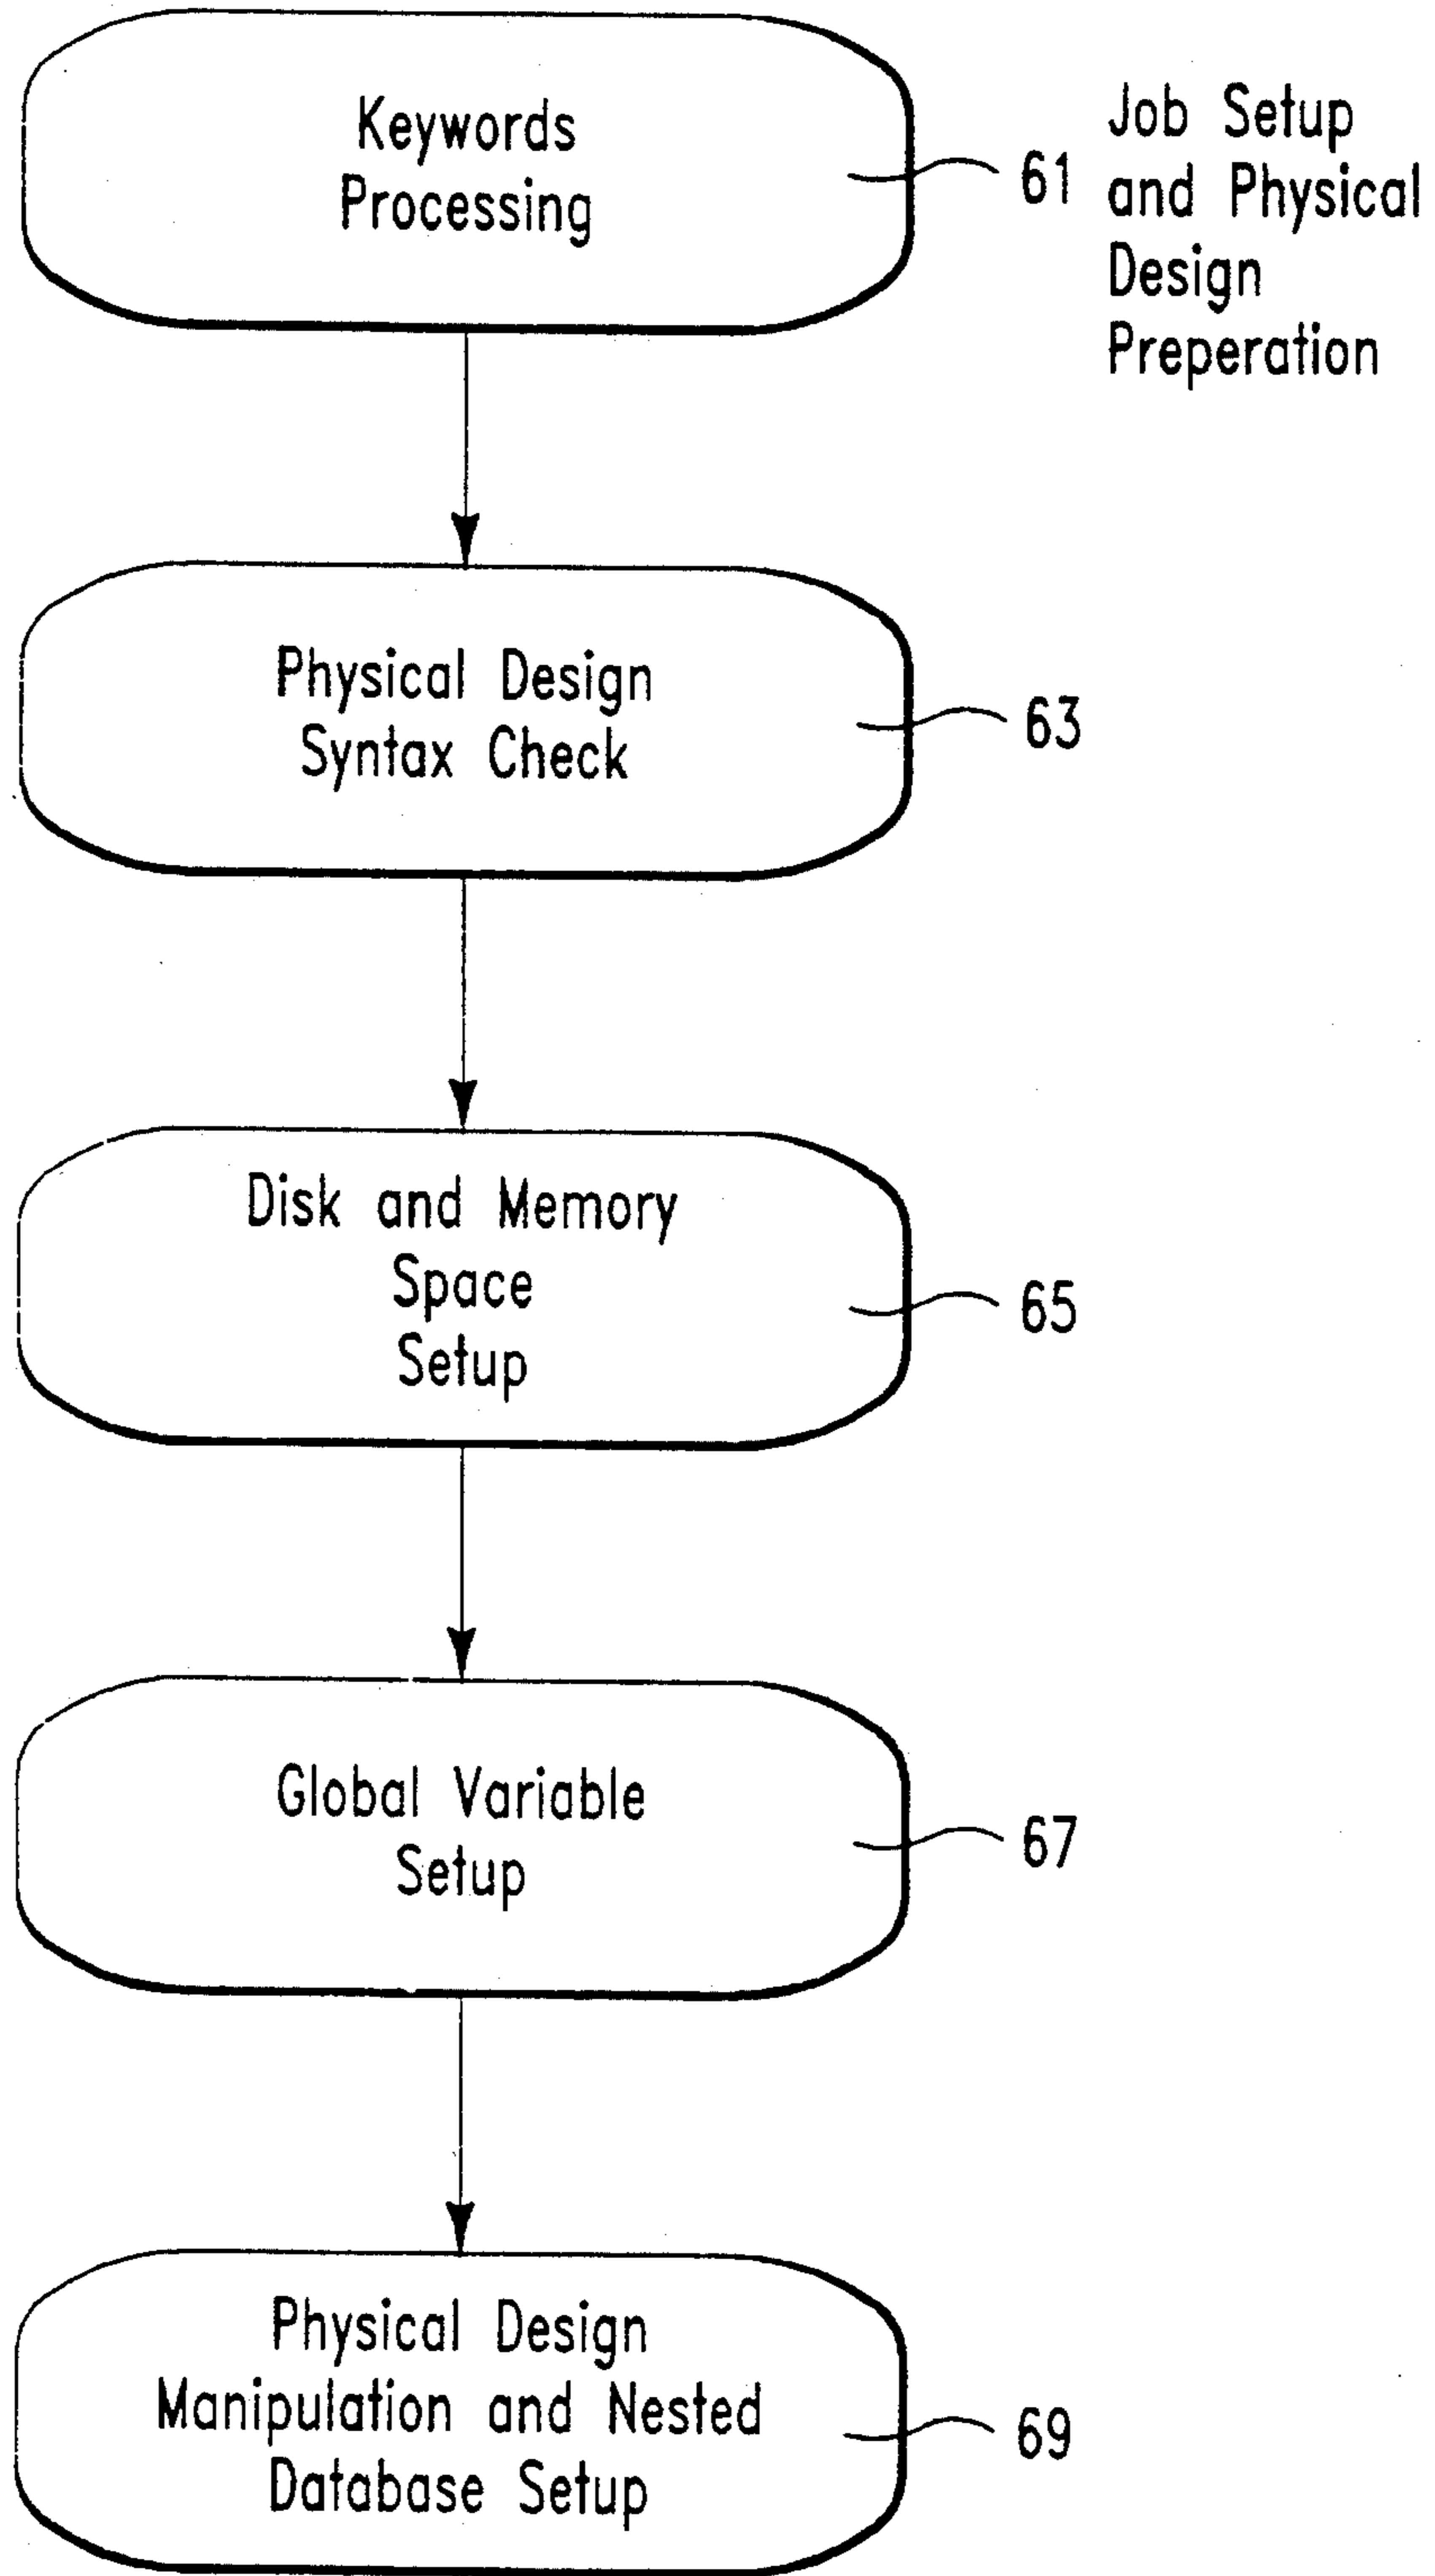 Keywords
Processing
61
Job Setup
and Physical
Design
Preperation
Physical Design
Syntax Check
63
Disk and Memory
Space
Setup
65
Global Variable
Setup
67
Physical Design
Manipulation and Nested
Database Setup
69